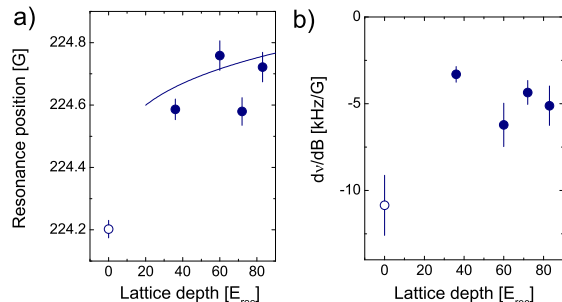 a)
Resonance position [G]
224.8
224.6
224.4
224.2
0 20 40 60 80
b)
dν/dB [kHz/G]
0
-5
-10
0 20 40 60 80
Lattice depth [E
Lattice depth [E